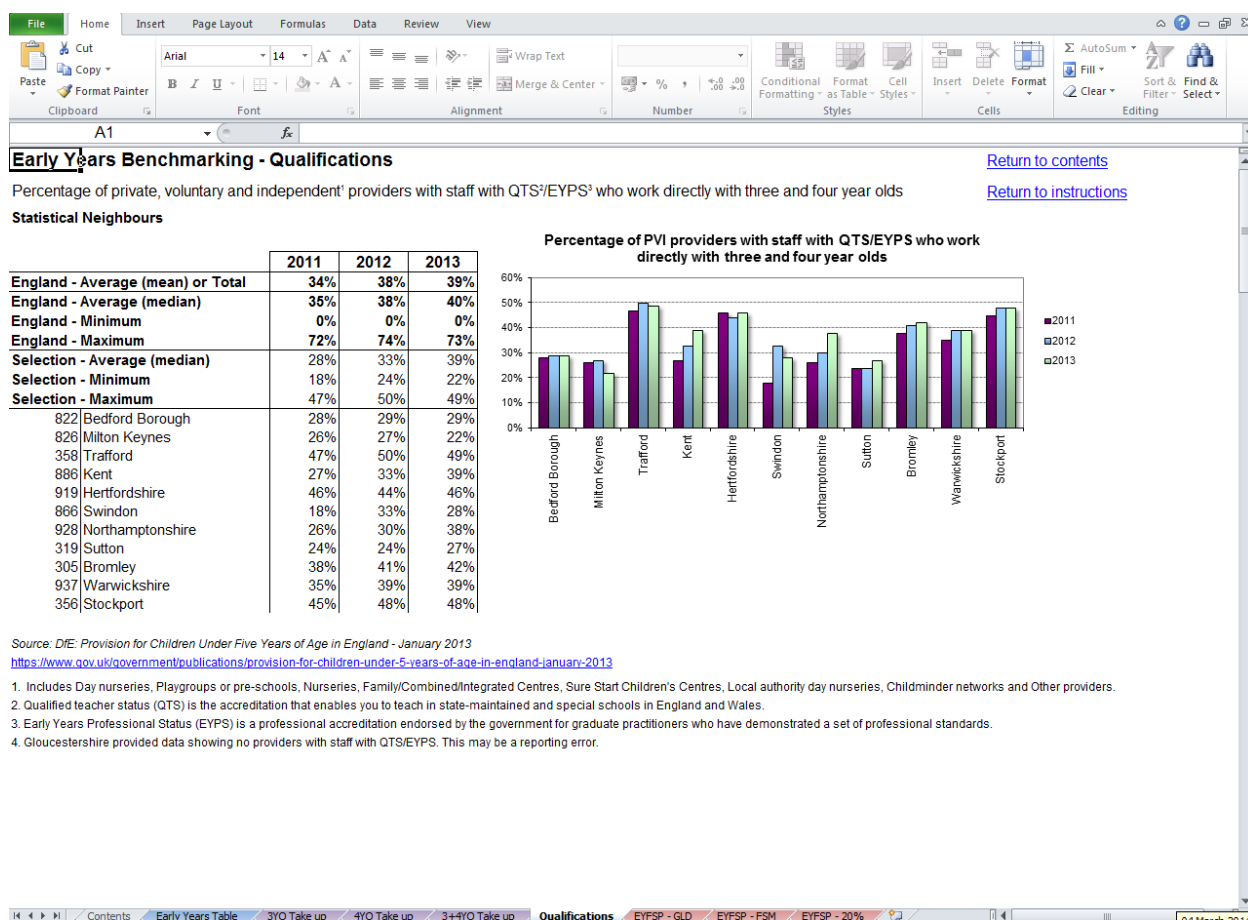 File Home Insert Page Layout Formulas Data Review View
Cut
Copy
Format Painter
Paste
Arial 14 A A
B I U A
Wrap Text
Merge & Center
% , .0 .00 .00 .0
Conditional Formatting Format as Table Cell Styles
Insert Delete Format
Σ AutoSum
Fill
Clear
Sort & Filter Find & Select
Clipboard Font Alignment Number Styles Cells Editing
A1 fx
Early Years Benchmarking - Qualifications
Return to contents
Percentage of private, voluntary and independent¹ providers with staff with QTS²/EYPS³ who work directly with three and four year olds
Return to instructions
Statistical Neighbours
2011 2012 2013
England - Average (mean) or Total 34% 38% 39%
England - Average (median) 35% 38% 40%
England - Minimum 0% 0% 0%
England - Maximum 72% 74% 73%
Selection - Average (median) 28% 33% 39%
Selection - Minimum 18% 24% 22%
Selection - Maximum 47% 50% 49%
822 Bedford Borough 28% 29% 29%
826 Milton Keynes 26% 27% 22%
358 Trafford 47% 50% 49%
886 Kent 27% 33% 39%
919 Hertfordshire 46% 44% 46%
866 Swindon 18% 33% 28%
928 Northamptonshire 26% 30% 38%
319 Sutton 24% 24% 27%
305 Bromley 38% 41% 42%
937 Warwickshire 35% 39% 39%
356 Stockport 45% 48% 48%
Percentage of PVI providers with staff with QTS/EYPS who work
directly with three and four year olds
60%
50%
40%
30%
20%
10%
0%
Bedford Borough
Milton Keynes
Trafford
Kent
Hertfordshire
Swindon
Northamptonshire
Sutton
Bromley
Warwickshire
Stockport
2011
2012
2013
Source: DfE: Provision for Children Under Five Years of Age in England - January 2013
https://www.gov.uk/government/publications/provision-for-children-under-5-years-of-age-in-england-january-2013
1. Includes Day nurseries, Playgroups or pre-schools, Nurseries, Family/Combined/Integrated Centres, Sure Start Children's Centres, Local authority day nurseries, Childminder networks and Other providers.
2. Qualified teacher status (QTS) is the accreditation that enables you to teach in state-maintained and special schools in England and Wales.
3. Early Years Professional Status (EYPS) is a professional accreditation endorsed by the government for graduate practitioners who have demonstrated a set of professional standards.
4. Gloucestershire provided data showing no providers with staff with QTS/EYPS. This may be a reporting error.
Contents Early Years Table 3YO Take up 4YO Take up 3+4YO Take up Qualifications EYFSP - GLD EYFSP - FSM EYFSP - 20%